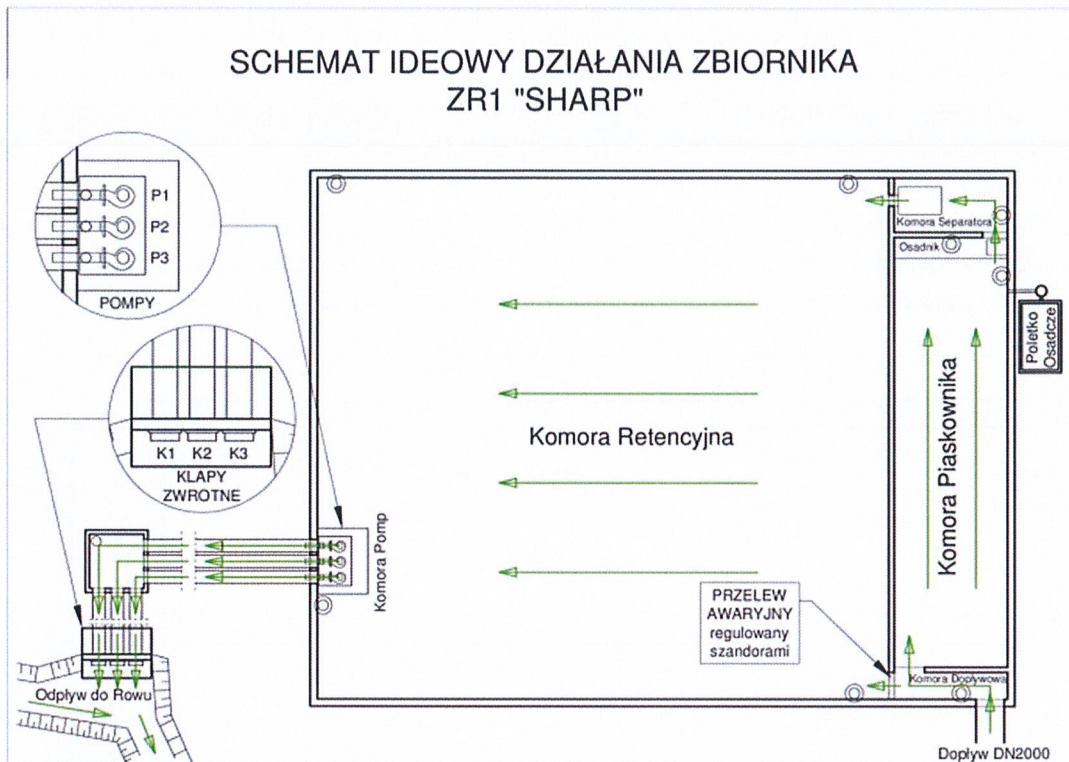 SCHEMAT IDEOWY DZIAŁANIA ZBIORNIKA
ZR1 "SHARP"
P1
P2
P3
POMPY
K1 K2 K3
KLAPY
ZWROTNE
Komora Separatora
Osadnik
Poletko
Osadcze
Komora Piaskownika
Komora Retencyjna
Komora Pomp
PRZELEW
AWARYJNY
regulowany
szandorami
Komora Dopływowa
Odpływ do Rowu
Dopływ DN2000